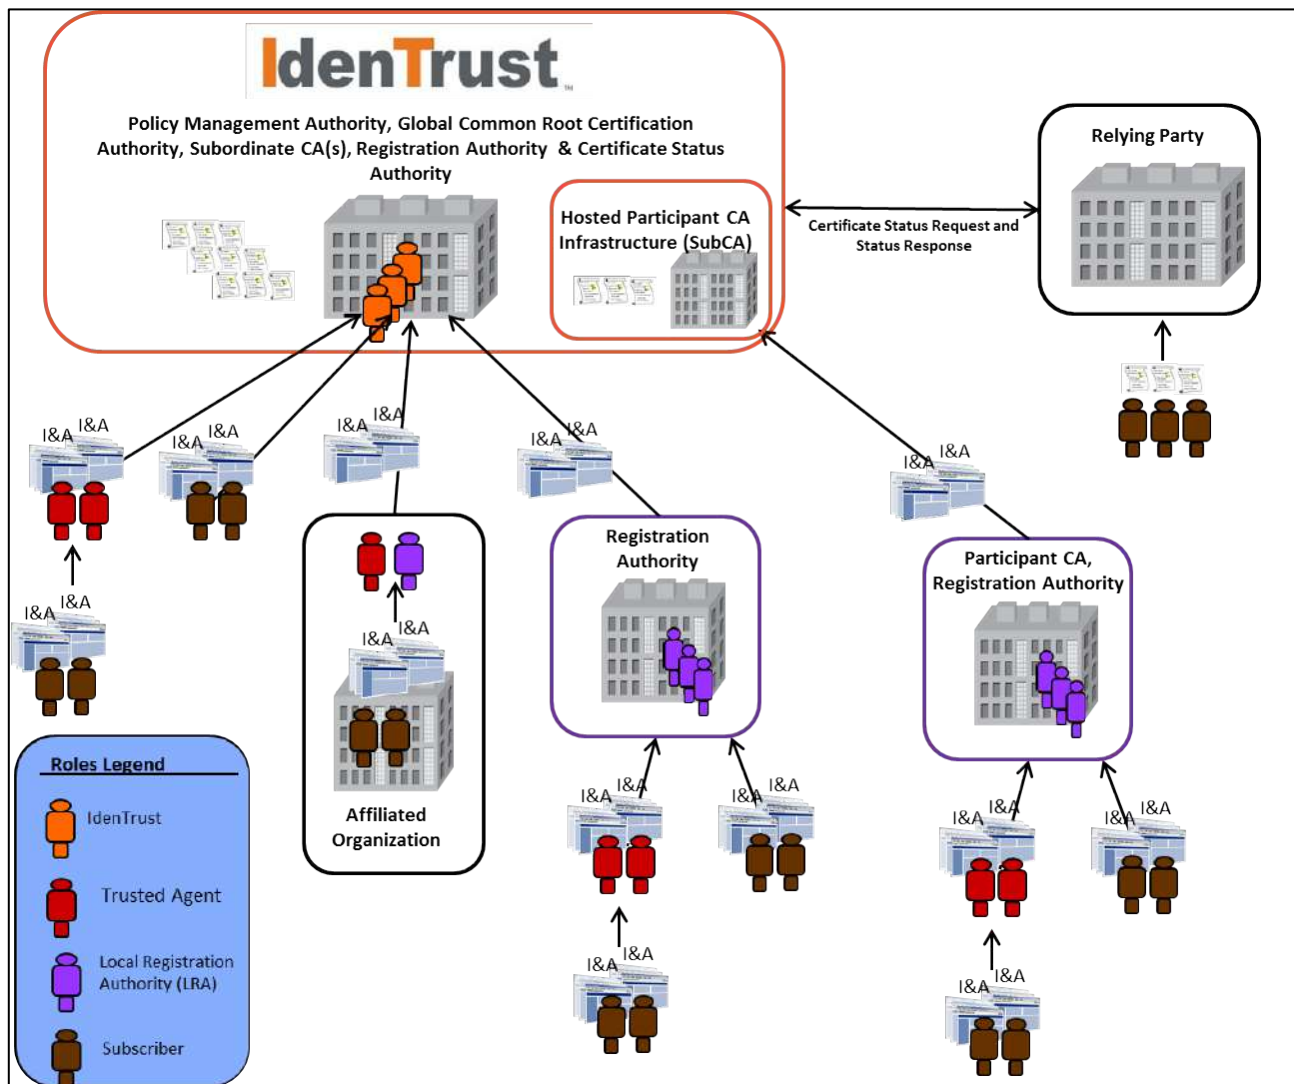 IdenTrust™
Policy Management Authority, Global Common Root Certification
Authority, Subordinate CA(s), Registration Authority & Certificate Status
Authority
Hosted Participant CA
Infrastructure (SubCA)
Relying Party
Certificate Status Request and
Status Response
I&A
I&A
I&A
I&A
I&A
I&A
I&A
I&A
I&A
I&A
I&A
I&A
I&A
I&A
Registration
Authority
Participant CA,
Registration Authority
Affiliated
Organization
I&A
I&A
I&A
I&A
I&A
I&A
I&A
I&A
I&A
I&A
I&A
I&A
Roles Legend
IdenTrust
Trusted Agent
Local Registration
Authority (LRA)
Subscriber